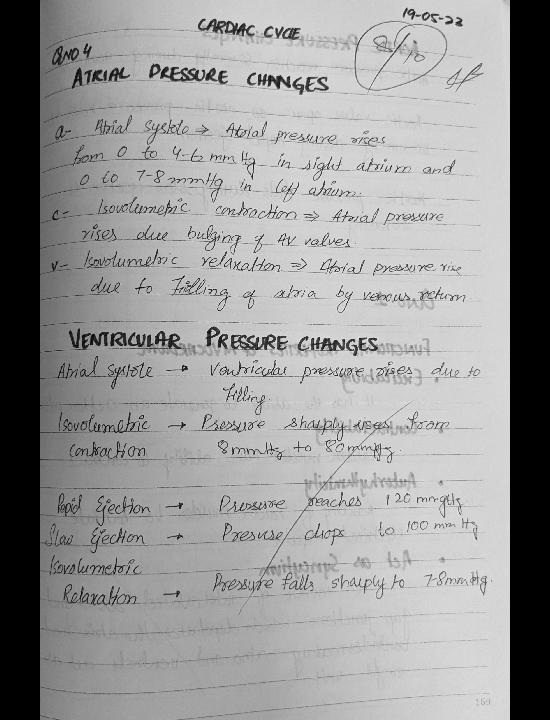 19-05-22
CARDIAC CYCLE
QNO 4
8½/10
ATRIAL PRESSURE CHANGES
a- Atrial systole ⇒ Atrial pressure rises
from 0 to 4-6 mm Hg in right atrium and
0 to 7-8 mmHg in left atrium.
c- Isovolumetric contraction ⇒ Atrial pressure
rises due bulging of AV valves.
v- Isovolumetric relaxation ⇒ Atrial pressure rise
due to Filling of atria by venous return
VENTRICULAR PRESSURE CHANGES
Atrial systole → Ventricular pressure rises due to
Filling.
Isovolumetric → Pressure sharply rises from
contraction 8mmHg to 80mmHg.
Rapid Ejection → Pressure reaches 120 mmHg
Slow Ejection → Pressure drops to 100 mm Hg
Isovolumetric
Relaxation → Pressure falls sharply to 7-8mmHg.
169